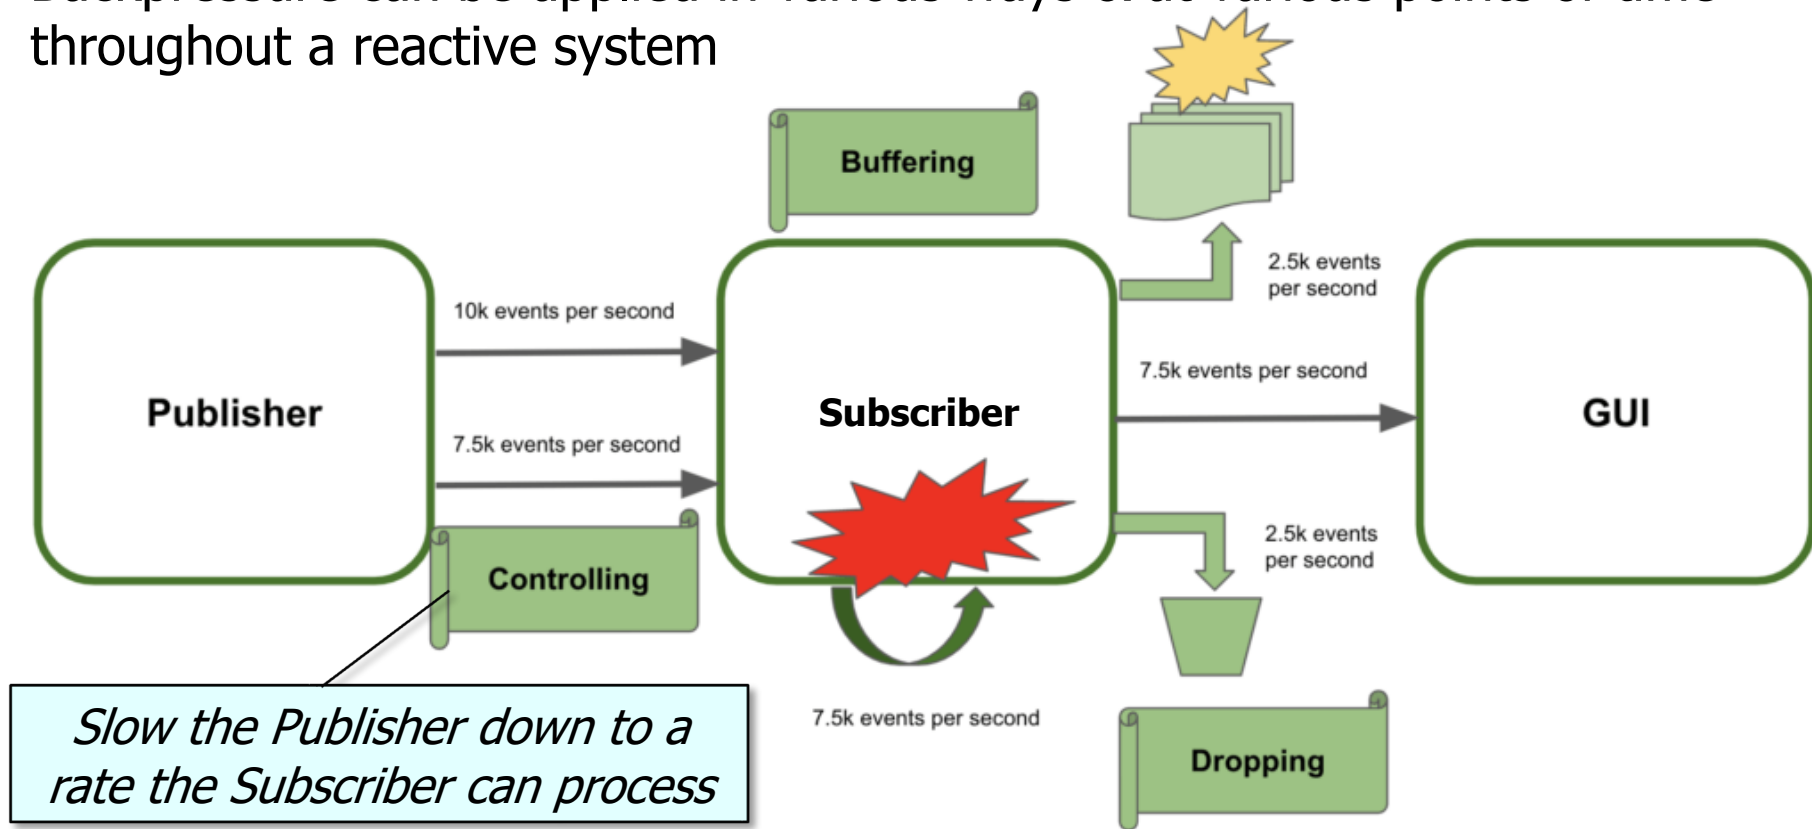 throughout a reactive system
Buffering
2.5k events
per second
10k events per second
7.5k events per second
Publisher
Subscriber
GUI
7.5k events per second
2.5k events
per second
Controlling
Slow the Publisher down to a
rate the Subscriber can process
7.5k events per second
Dropping